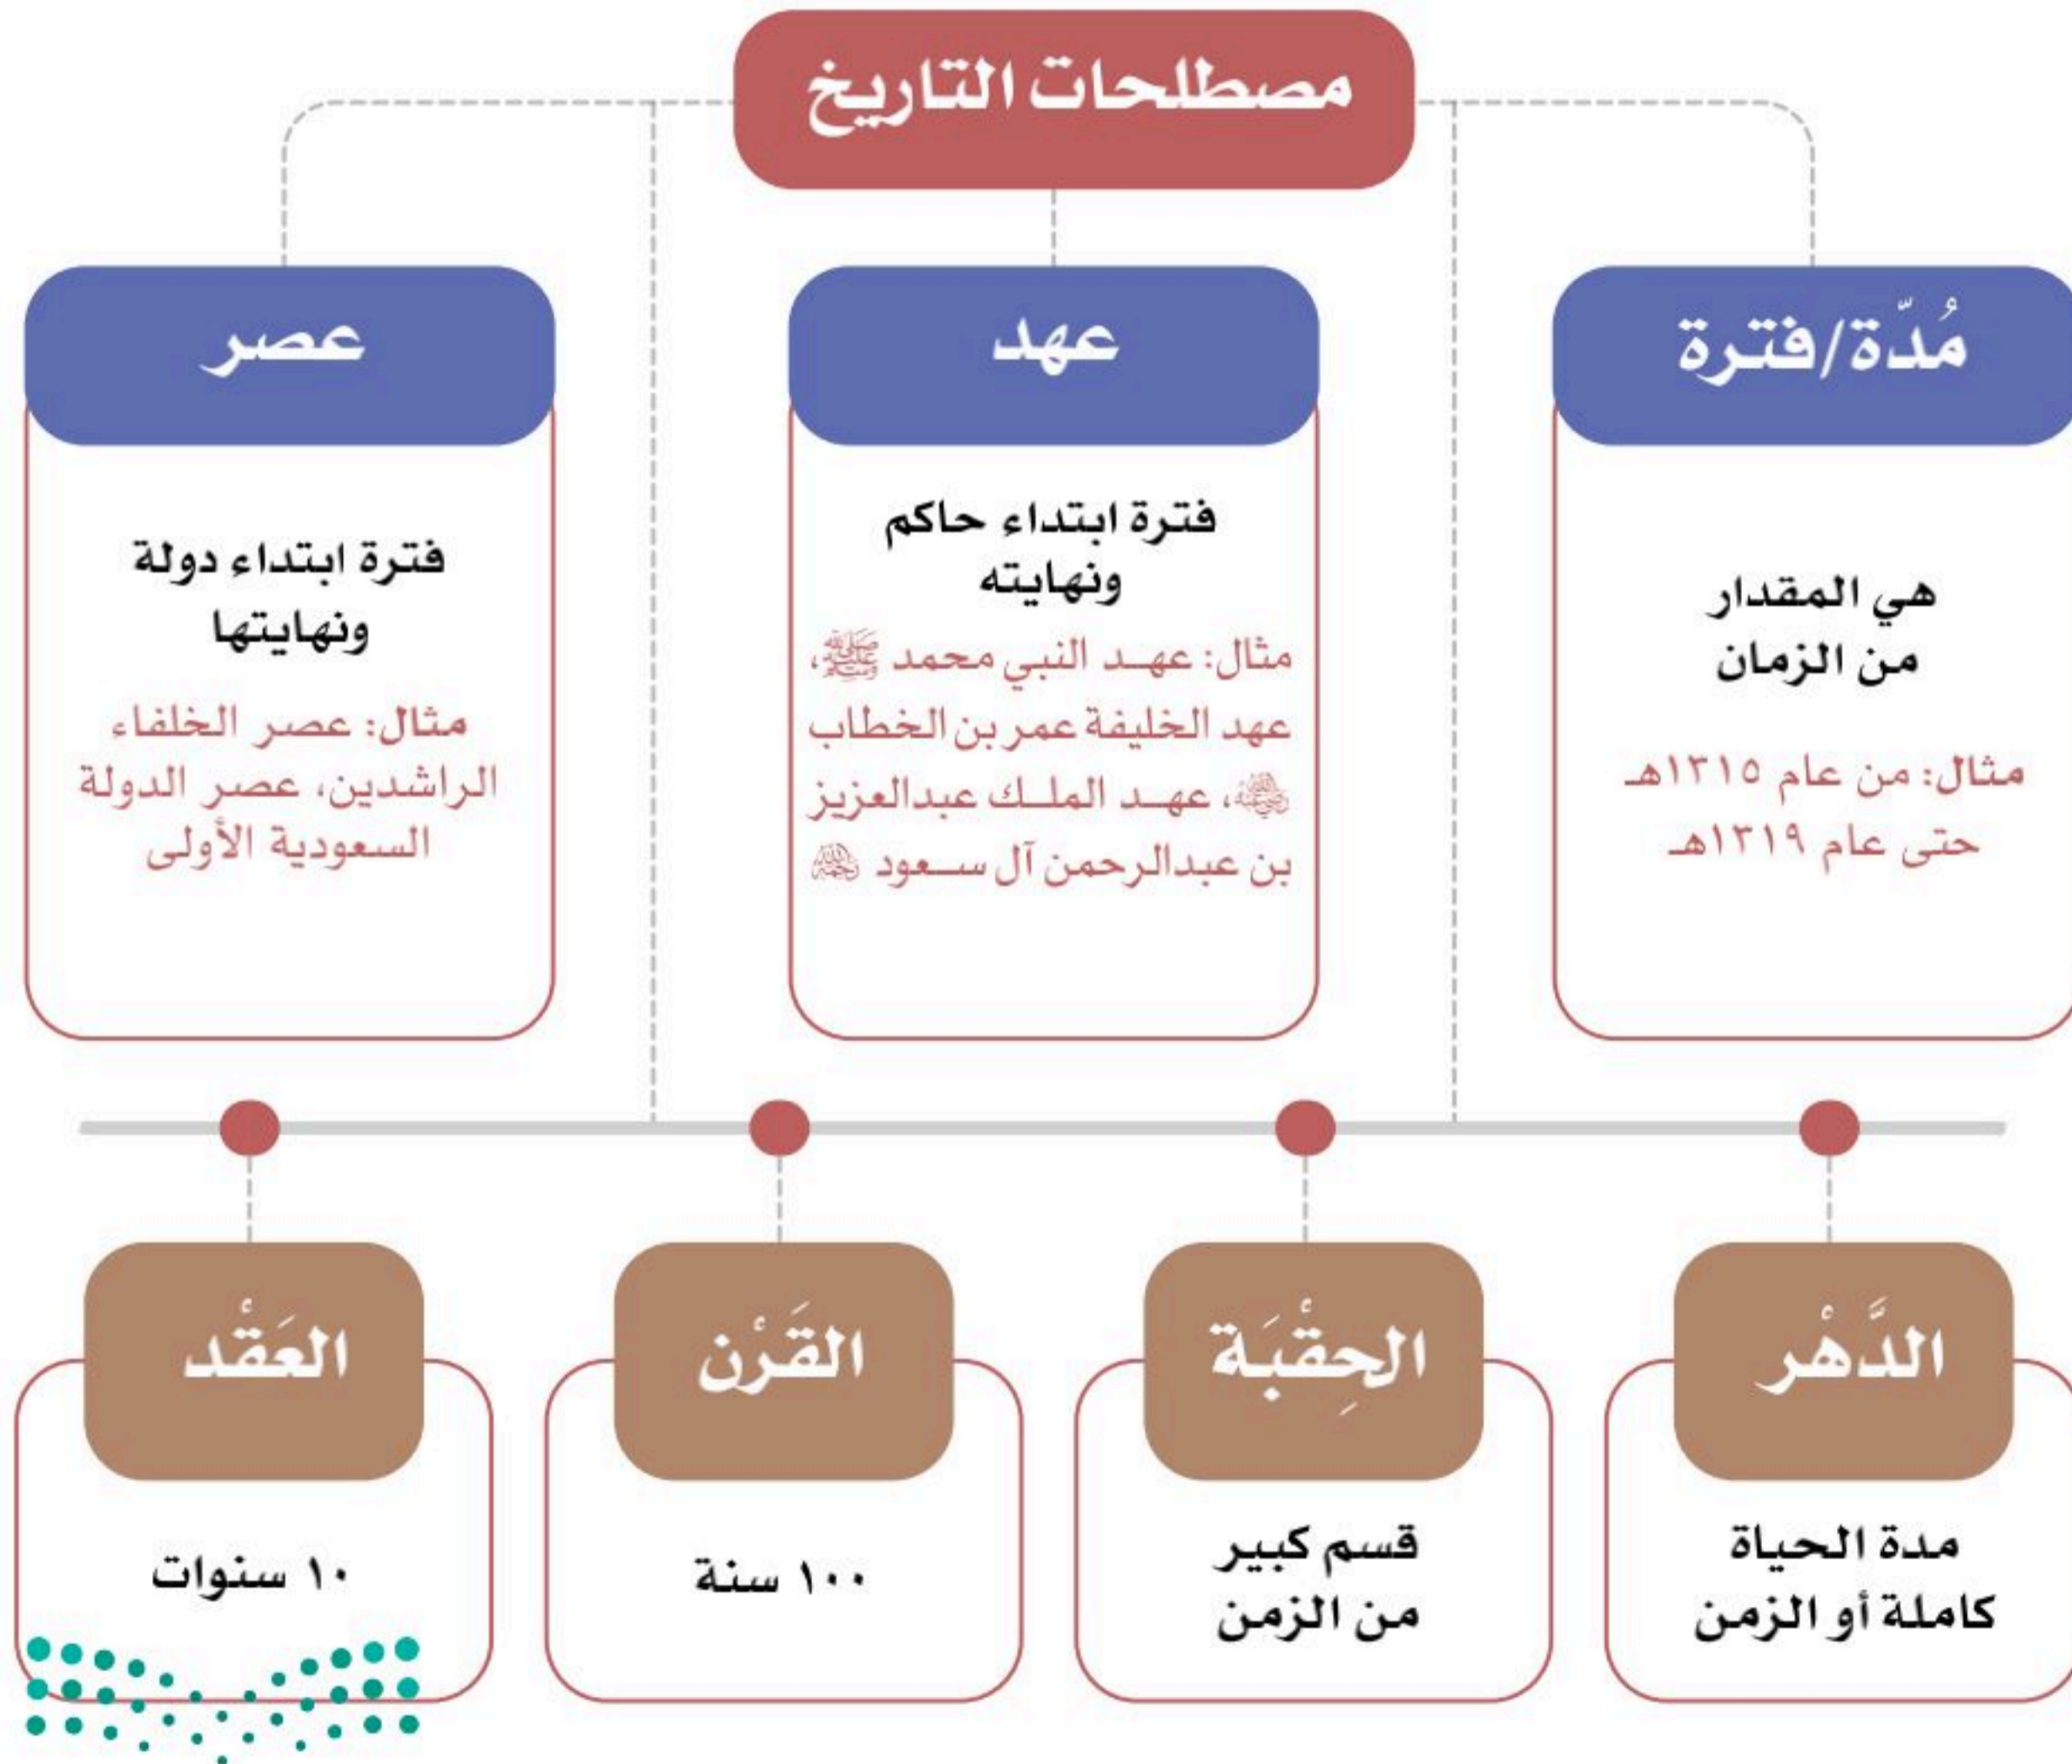 مصطلحات التاريخ
مُدّة/فترة
هي المقدار
من الزمان
مثال: من عام ١٣١٥هـ
حتى عام ١٣١٩هـ
عهد
فترة ابتداء حاكم
ونهايته
مثال: عهد النبي محمد ﷺ،
عهد الخليفة عمر بن الخطاب
رضي الله عنه، عهد الملك عبدالعزيز
بن عبدالرحمن آل سعود رحمه الله
عصر
فترة ابتداء دولة
ونهايتها
مثال: عصر الخلفاء
الراشدين، عصر الدولة
السعودية الأولى
الدَّهْر
مدة الحياة
كاملة أو الزمن
الحِقْبَة
قسم كبير
من الزمن
القَرْن
١٠٠ سنة
العَقْد
١٠ سنوات